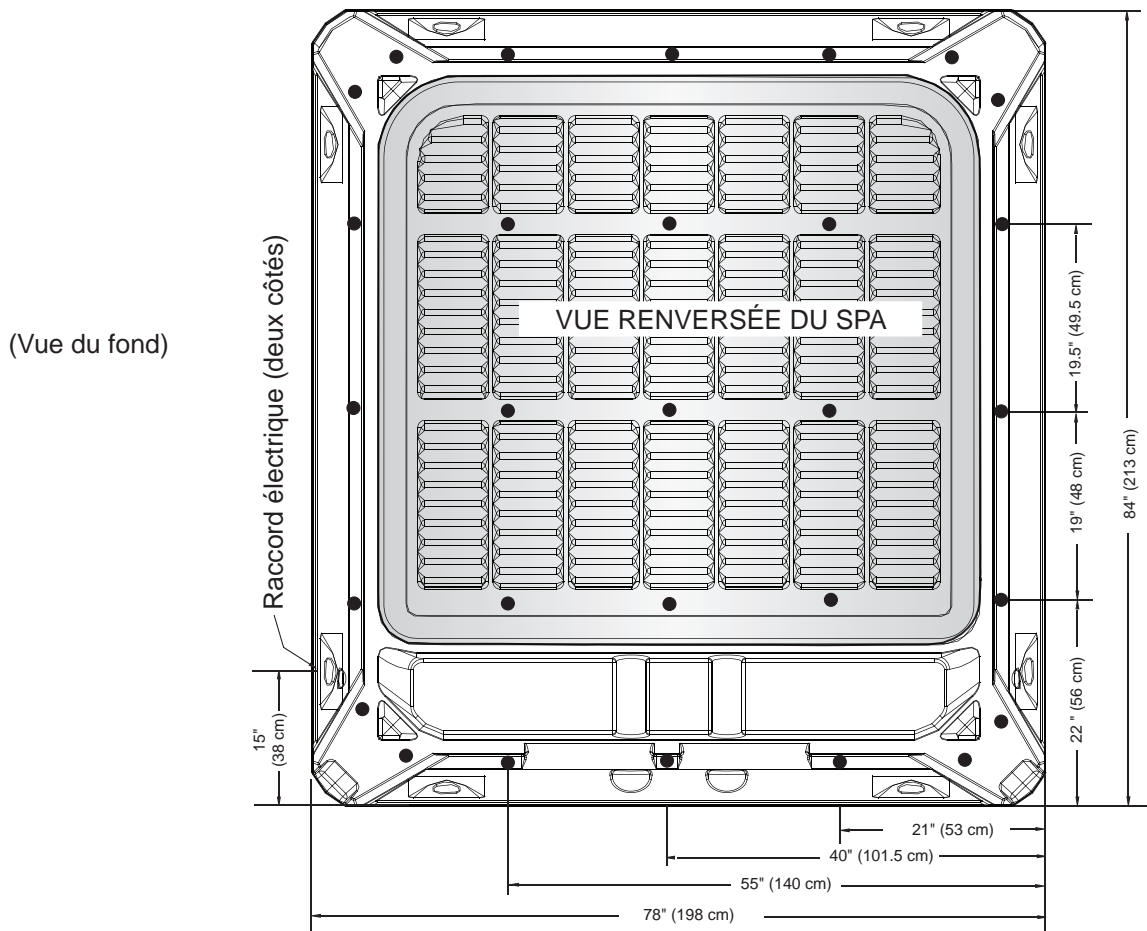 VUE RENVERSÉE DU SPA
(Vue du fond)
Raccord électrique (deux côtés)
19.5" (49.5 cm)
19" (48 cm)
22 " (56 cm)
84" (213 cm)
15"
(38 cm)
21" (53 cm)
40" (101.5 cm)
55" (140 cm)
78" (198 cm)